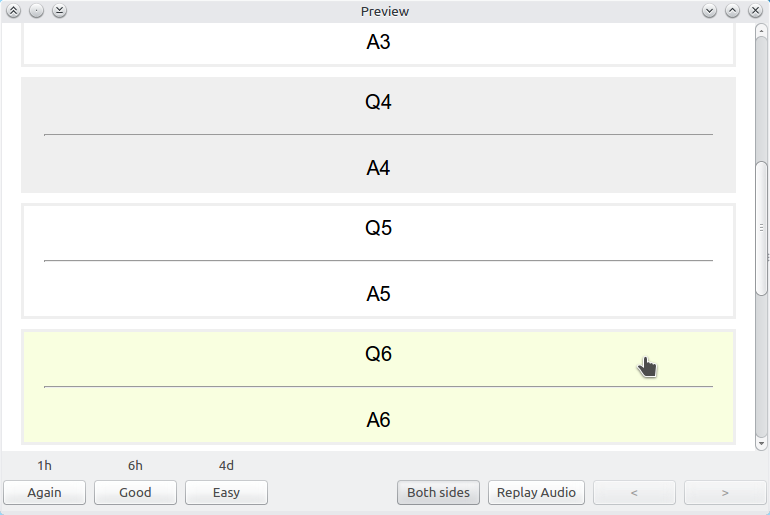 Preview
A3
Q4
A4
Q5
A5
Q6
A6
1h 6h 4d
Again Good Easy Both sides Replay Audio < >